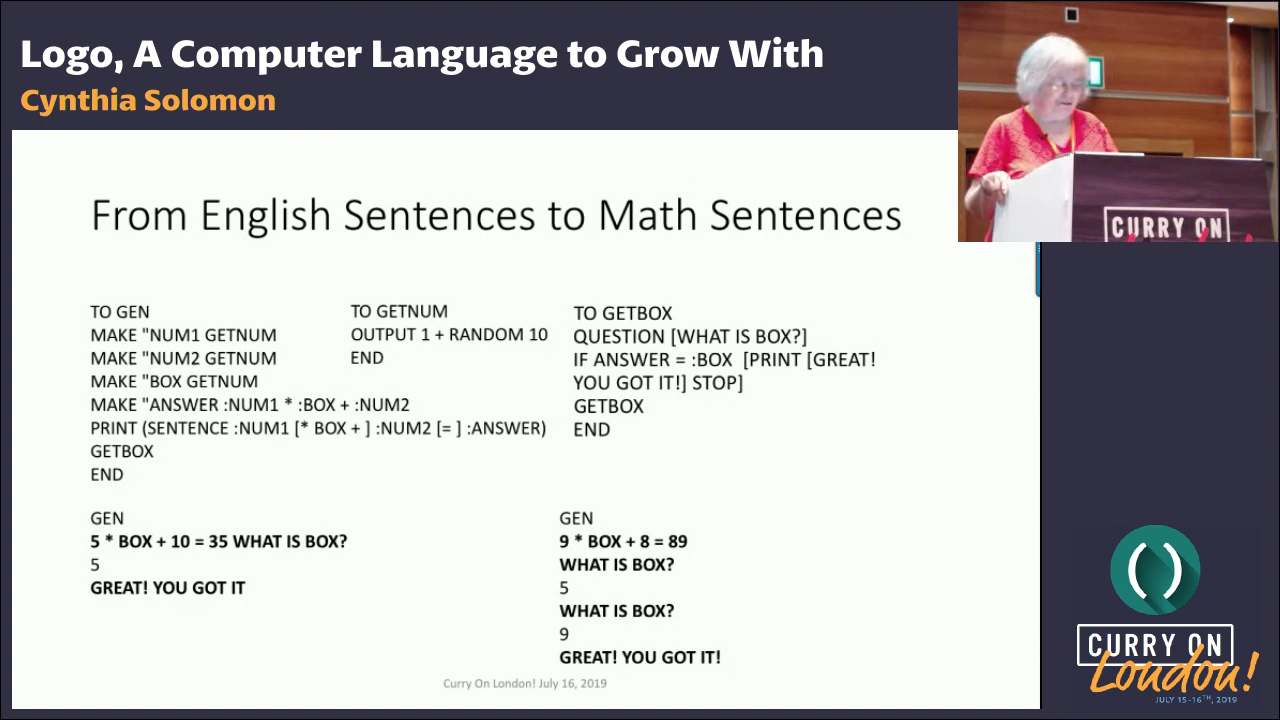 Logo, A Computer Language to Grow With
Cynthia Solomon
CURRY ON
From English Sentences to Math Sentences
TO GEN
MAKE "NUM1 GETNUM
MAKE "NUM2 GETNUM
MAKE "BOX GETNUM
MAKE "ANSWER :NUM1 * :BOX + :NUM2
PRINT (SENTENCE :NUM1 [* BOX + ] :NUM2 [= ] :ANSWER)
GETBOX
END
TO GETNUM
OUTPUT 1 + RANDOM 10
END
TO GETBOX
QUESTION [WHAT IS BOX?]
IF ANSWER = :BOX [PRINT [GREAT!
YOU GOT IT!] STOP]
GETBOX
END
GEN
5 * BOX + 10 = 35 WHAT IS BOX?
5
GREAT! YOU GOT IT
GEN
9 * BOX + 8 = 89
WHAT IS BOX?
5
WHAT IS BOX?
9
GREAT! YOU GOT IT!
Curry On London! July 16, 2019
( )
CURRY ON
London!
JULY 15-16TH, 2019